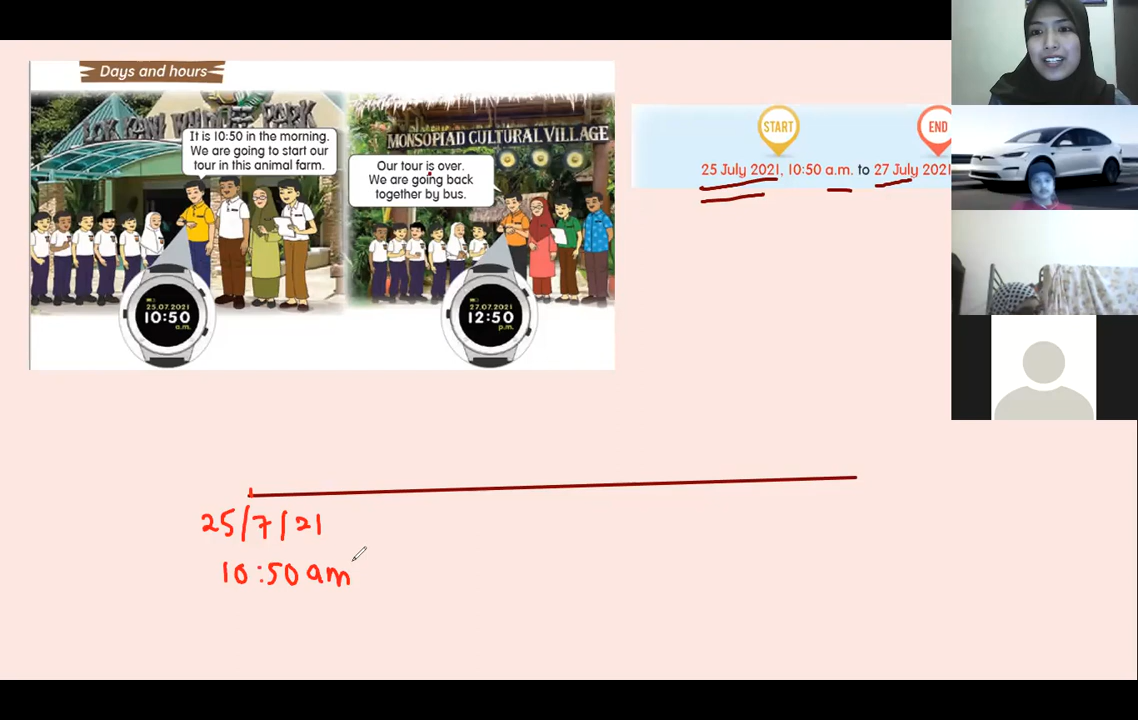 Days and hours
LOK KAWI WILDLIFE PARK
It is 10:50 in the morning.
We are going to start our
tour in this animal farm.
25.07.2021
10:50
a.m.
MONSOPIAD CULTURAL VILLAGE
Our tour is over.
We are going back
together by bus.
27.07.2021
12:50
p.m.
START
END
25 July 2021, 10:50 a.m. to 27 July 2021
25/7/21
10:50 am